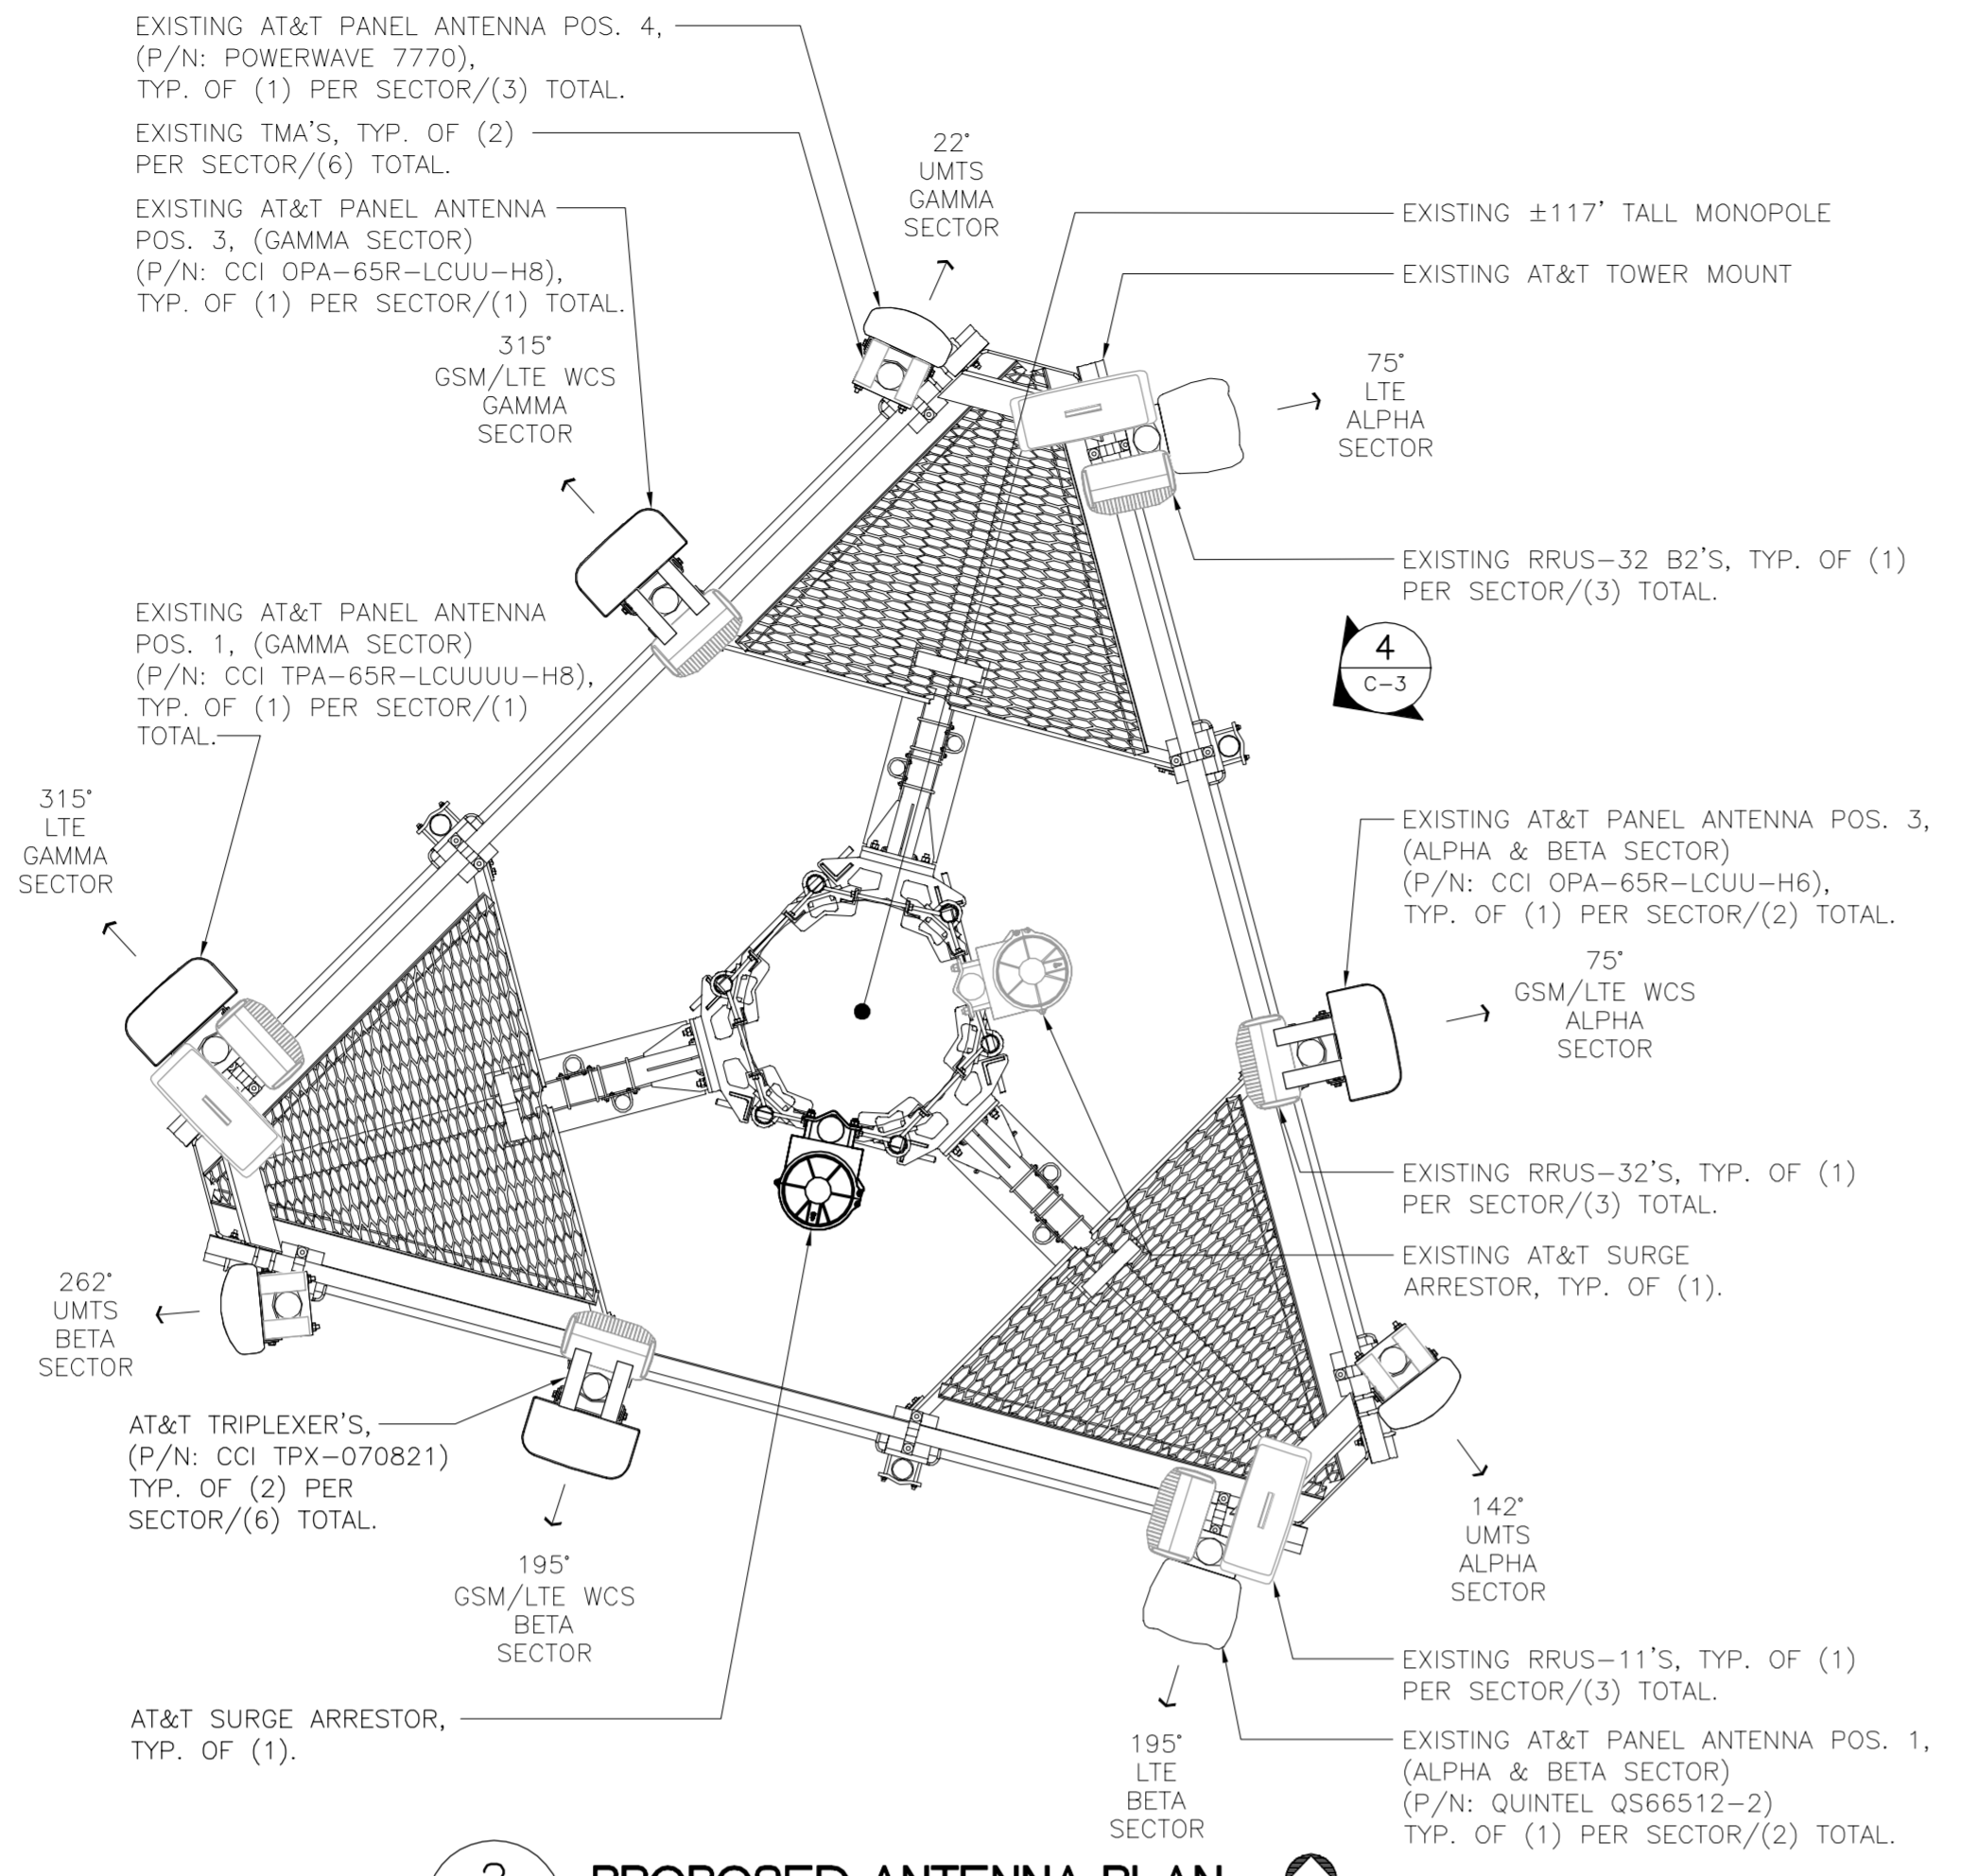 EXISTING AT&T PANEL ANTENNA POS. 4,
(P/N: POWERWAVE 7770),
TYP. OF (1) PER SECTOR/(3) TOTAL.
EXISTING TMA'S, TYP. OF (2)
PER SECTOR/(6) TOTAL.
EXISTING AT&T PANEL ANTENNA
POS. 3, (GAMMA SECTOR)
(P/N: CCI OPA-65R-LCUU-H8),
TYP. OF (1) PER SECTOR/(1) TOTAL.
22°
UMTS
GAMMA
SECTOR
EXISTING ±117' TALL MONOPOLE
EXISTING AT&T TOWER MOUNT
315°
GSM/LTE WCS
GAMMA
SECTOR
75°
LTE
ALPHA
SECTOR
EXISTING RRUS-32 B2'S, TYP. OF (1)
PER SECTOR/(3) TOTAL.
4
C-3
EXISTING AT&T PANEL ANTENNA
POS. 1, (GAMMA SECTOR)
(P/N: CCI TPA-65R-LCUUUU-H8),
TYP. OF (1) PER SECTOR/(1)
TOTAL.
315°
LTE
GAMMA
SECTOR
EXISTING AT&T PANEL ANTENNA POS. 3,
(ALPHA & BETA SECTOR)
(P/N: CCI OPA-65R-LCUU-H6),
TYP. OF (1) PER SECTOR/(2) TOTAL.
75°
GSM/LTE WCS
ALPHA
SECTOR
EXISTING RRUS-32'S, TYP. OF (1)
PER SECTOR/(3) TOTAL.
EXISTING AT&T SURGE
ARRESTOR, TYP. OF (1).
262°
UMTS
BETA
SECTOR
AT&T TRIPLEXER'S,
(P/N: CCI TPX-070821)
TYP. OF (2) PER
SECTOR/(6) TOTAL.
195°
GSM/LTE WCS
BETA
SECTOR
142°
UMTS
ALPHA
SECTOR
EXISTING RRUS-11'S, TYP. OF (1)
PER SECTOR/(3) TOTAL.
AT&T SURGE ARRESTOR,
TYP. OF (1).
195°
LTE
BETA
SECTOR
EXISTING AT&T PANEL ANTENNA POS. 1,
(ALPHA & BETA SECTOR)
(P/N: QUINTEL QS66512-2)
TYP. OF (1) PER SECTOR/(2) TOTAL.
PROPOSED ANTENNA PLAN